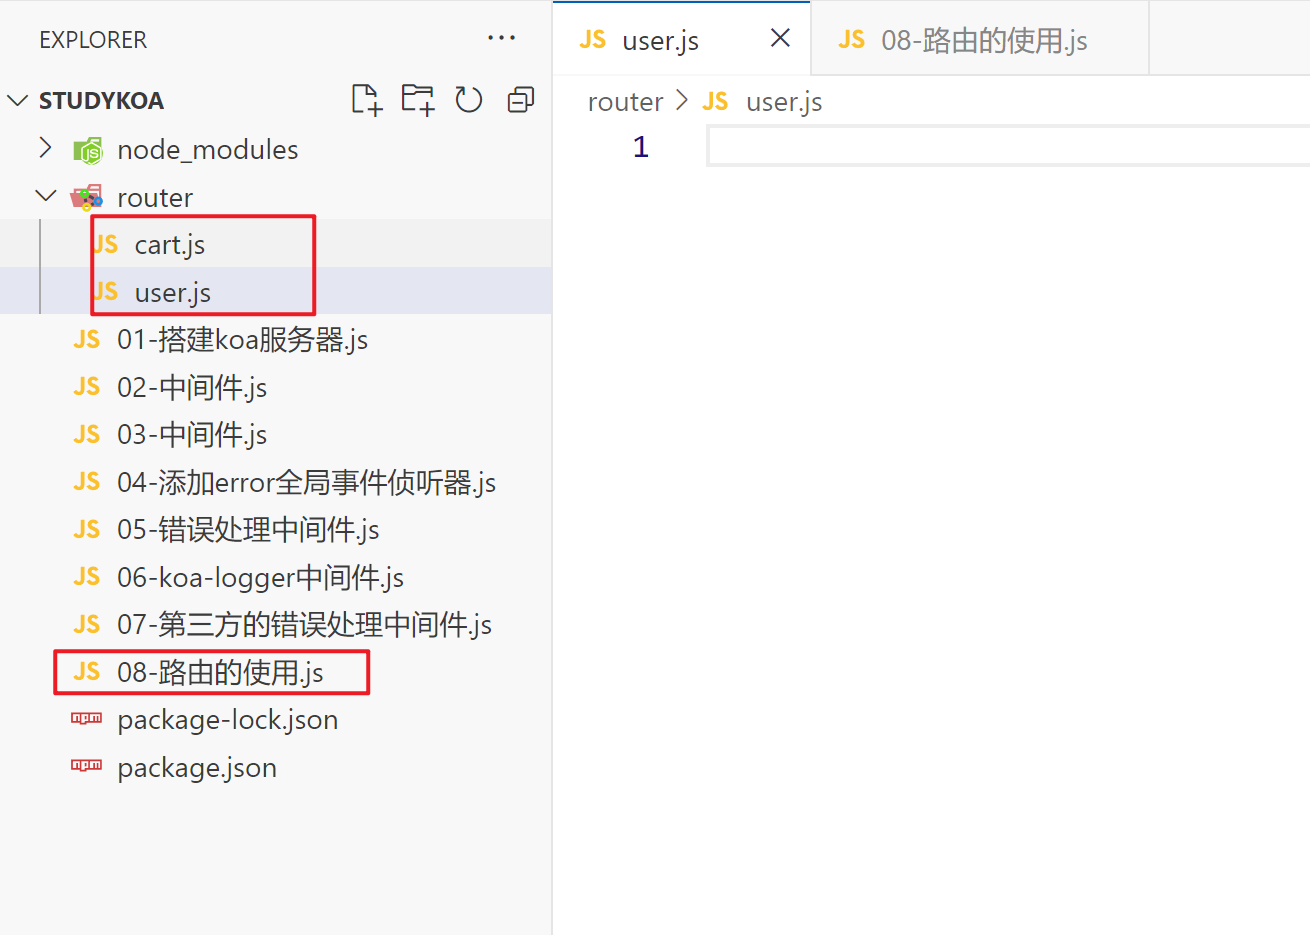 EXPLORER
STUDYKOA
node_modules
router
JS cart.js
JS user.js
JS 01-搭建koa服务器.js
JS 02-中间件.js
JS 03-中间件.js
JS 04-添加error全局事件侦听器.js
JS 05-错误处理中间件.js
JS 06-koa-logger中间件.js
JS 07-第三方的错误处理中间件.js
JS 08-路由的使用.js
npm package-lock.json
npm package.json
JS user.js
JS 08-路由的使用.js
router > JS user.js
1